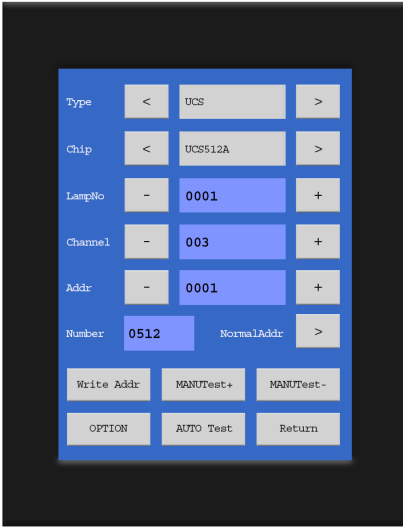 Type < UCS >
Chip < UCS512A >
LampNo - 0001 +
Channel - 003 +
Addr - 0001 +
Number 0512 NormalAddr >
Write Addr MANUTest+ MANUTest-
OPTION AUTO Test Return